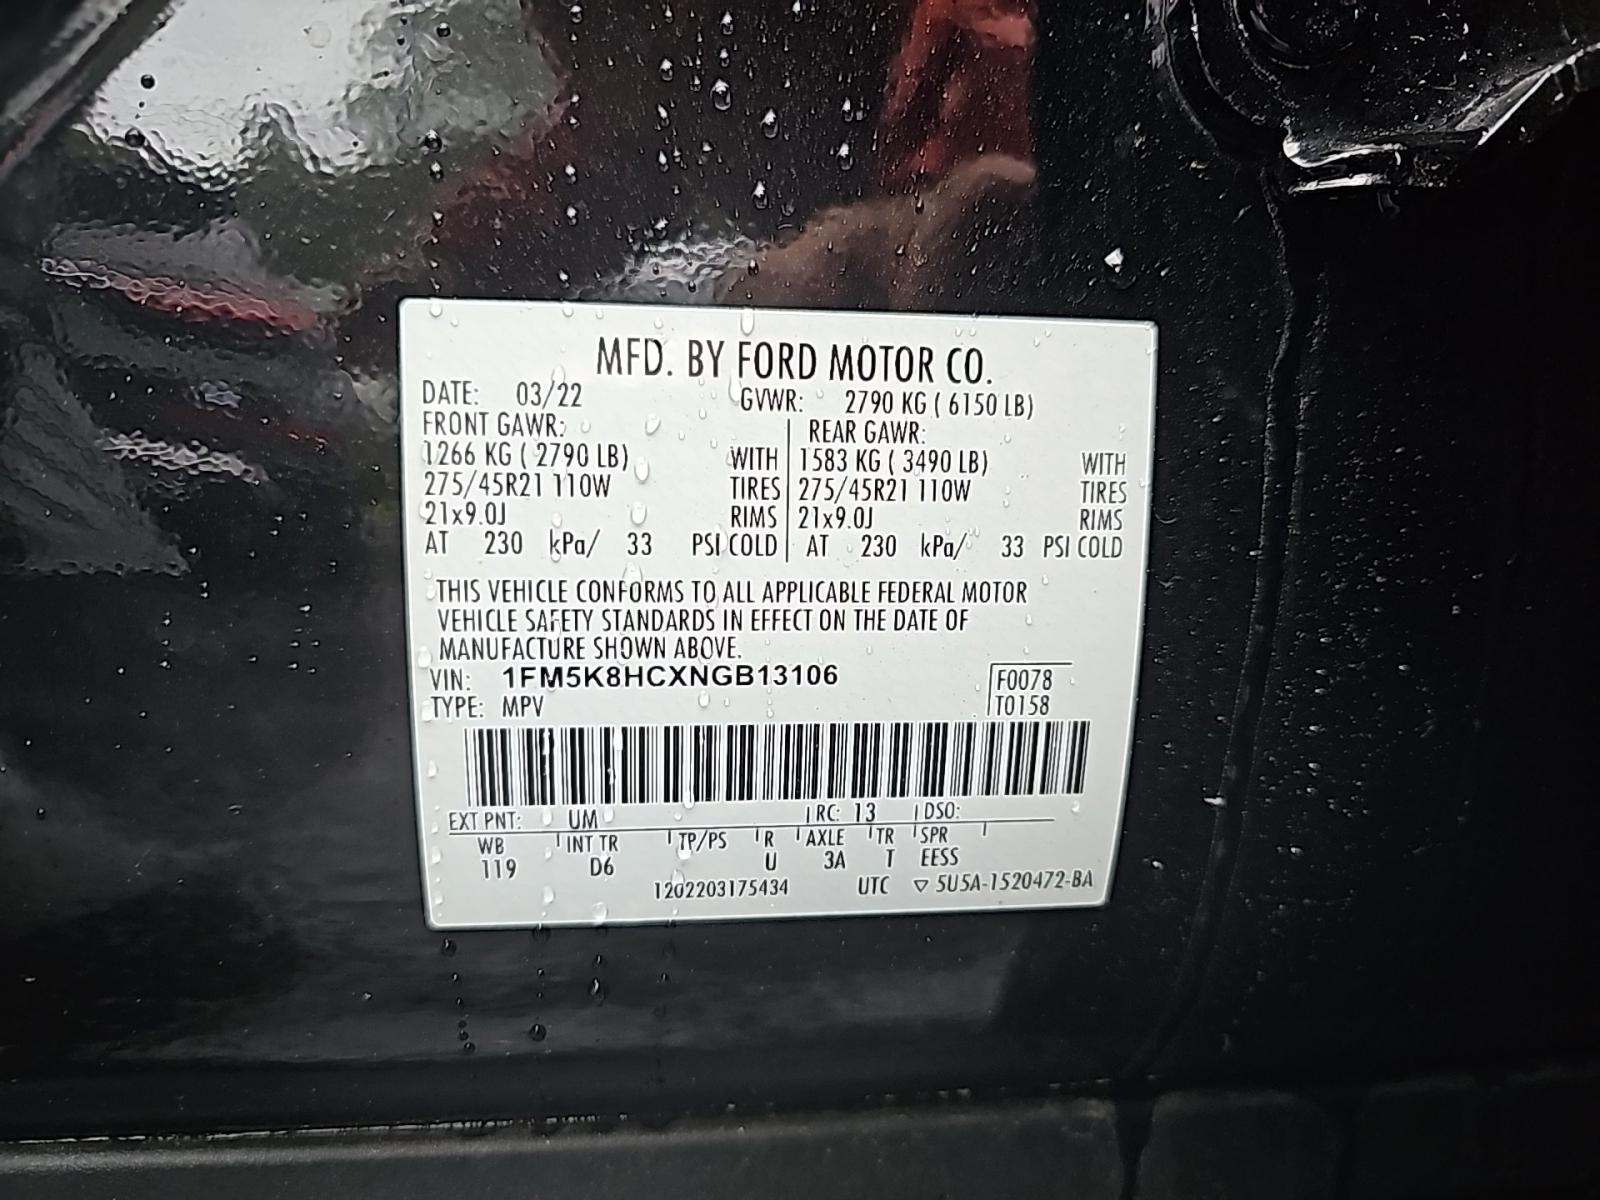 MFD. BY FORD MOTOR CO.
DATE: 03/22 GVWR: 2790 KG ( 6150 LB)
FRONT GAWR: REAR GAWR:
1266 KG ( 2790 LB) WITH 1583 KG ( 3490 LB) WITH
275/45R21 110W TIRES 275/45R21 110W TIRES
21x9.0J RIMS 21x9.0J RIMS
AT 230 kPa/ 33 PSI COLD AT 230 kPa/ 33 PSI COLD
THIS VEHICLE CONFORMS TO ALL APPLICABLE FEDERAL MOTOR
VEHICLE SAFETY STANDARDS IN EFFECT ON THE DATE OF
MANUFACTURE SHOWN ABOVE.
VIN: 1FM5K8HCXNGB13106 F0078
TYPE: MPV T0158
EXT PNT: UM RC: 13 DSO:
WB INT TR TP/PS R AXLE TR SPR
119 D6 U 3A T EESS
1202203175434 UTC ▽ 5U5A-1520472-BA